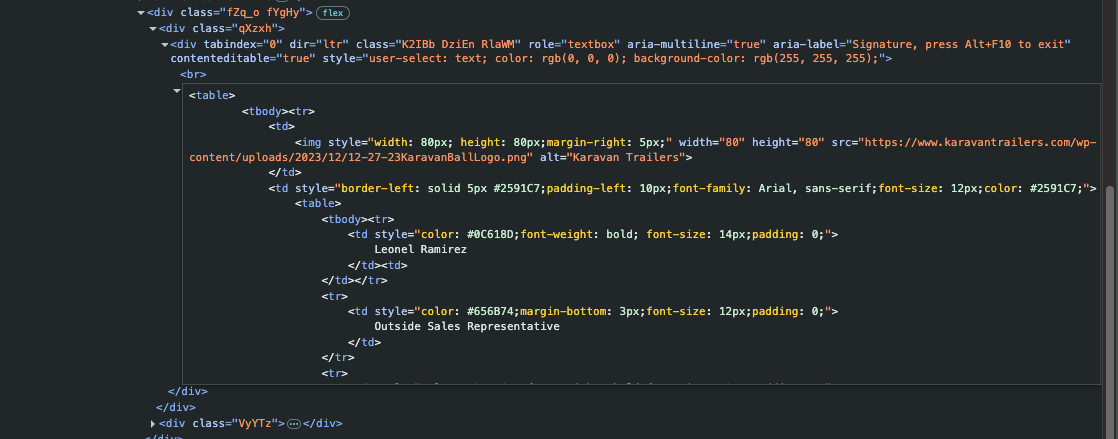 <div class="fZq_o fYgHy"> flex
<div class="qXzxh">
<div tabindex="0" dir="ltr" class="K2IBb DziEn RlaWM" role="textbox" aria-multiline="true" aria-label="Signature, press Alt+F10 to exit"
contenteditable="true" style="user-select: text; color: rgb(0, 0, 0); background-color: rgb(255, 255, 255);">
<br>
<table>
<tbody><tr>
<td>
<img style="width: 80px; height: 80px;margin-right: 5px;" width="80" height="80" src="https://www.karavantrailers.com/wp-
content/uploads/2023/12/12-27-23KaravanBallLogo.png" alt="Karavan Trailers">
</td>
<td style="border-left: solid 5px #2591C7;padding-left: 10px;font-family: Arial, sans-serif;font-size: 12px;color: #2591C7;">
<table>
<tbody><tr>
<td style="color: #0C618D;font-weight: bold; font-size: 14px;padding: 0;">
Leonel Ramirez
</td><td>
</td></tr>
<tr>
<td style="color: #656B74;margin-bottom: 3px;font-size: 12px;padding: 0;">
Outside Sales Representative
</td>
</tr>
<tr>
</div>
</div>
<div class="VyYTz"> … </div>